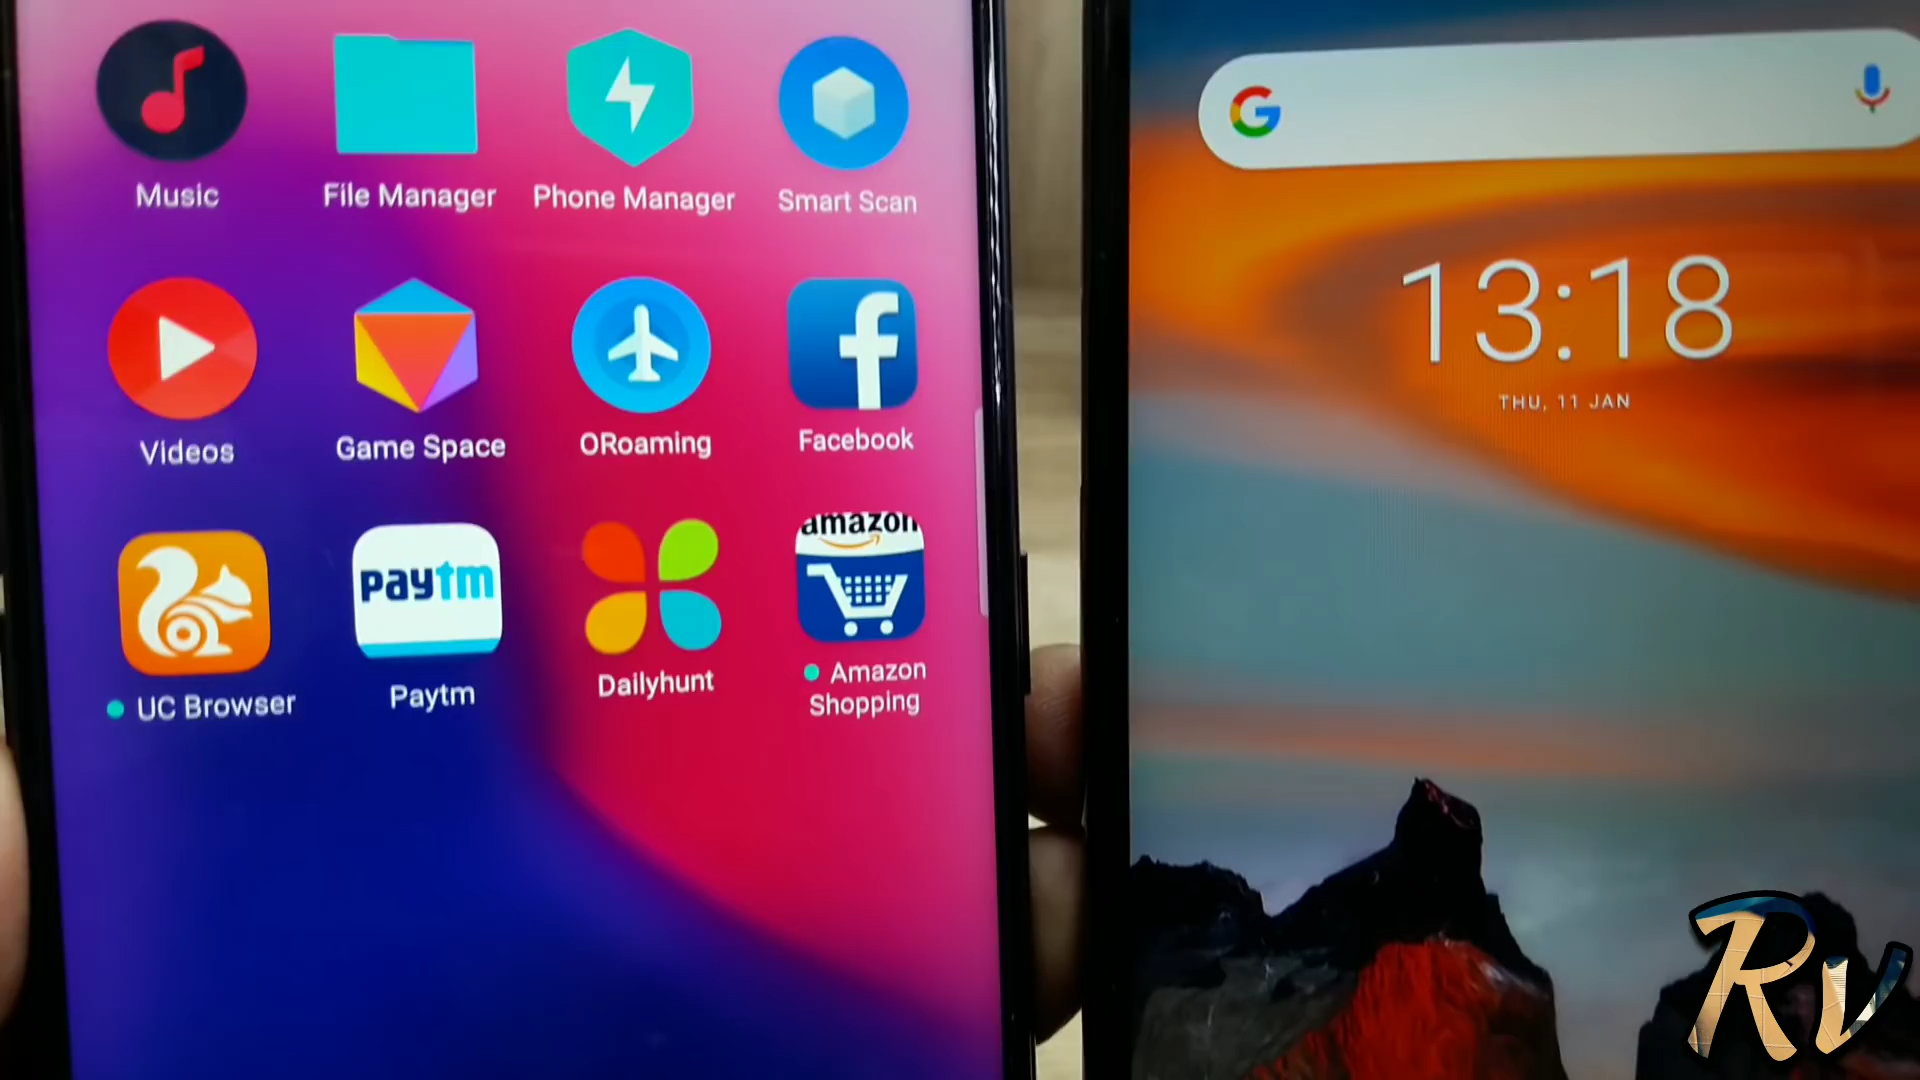 Music
File Manager
Phone Manager
Smart Scan
Videos
Game Space
ORoaming
Facebook
paytm
amazon
UC Browser
Paytm
Dailyhunt
Amazon
Shopping
G
13:18
THU, 11 JAN
RV